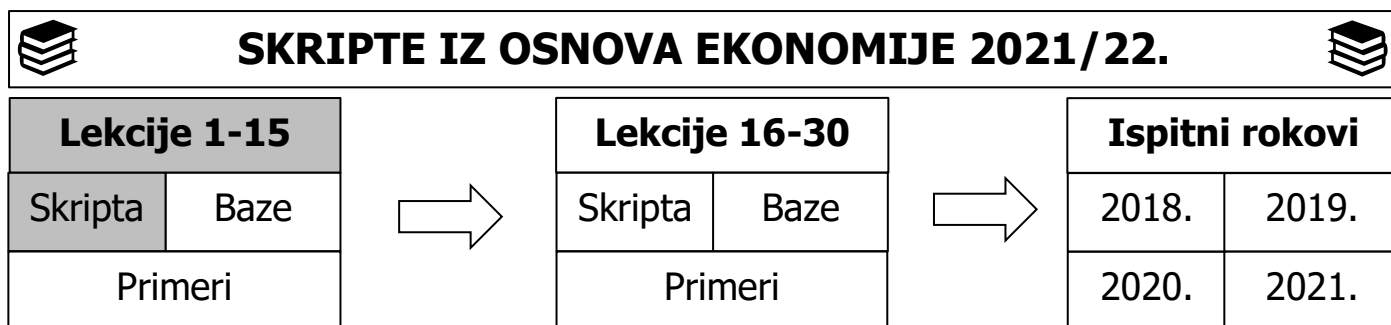 SKRIPTE IZ OSNOVA EKONOMIJE 2021/22.
Lekcije 1-15
Skripta Baze
Primeri
Lekcije 16-30
Skripta Baze
Primeri
Ispitni rokovi
2018. 2019.
2020. 2021.